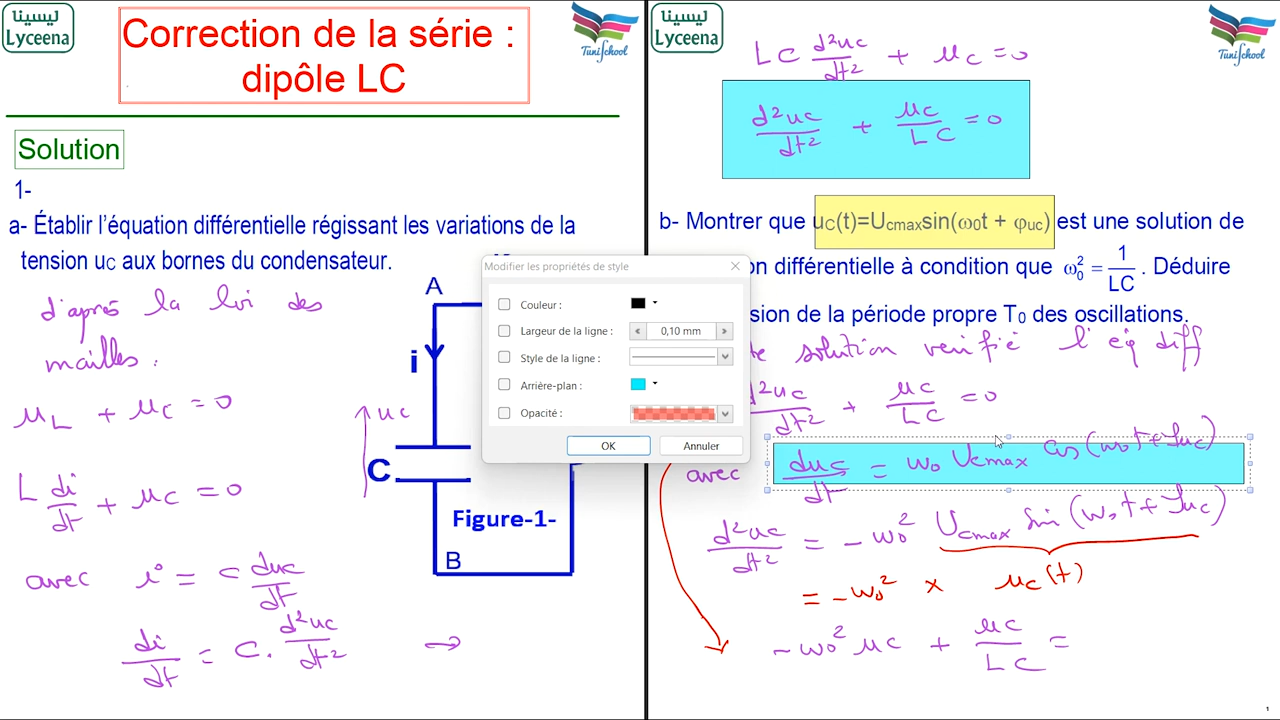 ليسينا
Lyceena
Correction de la série :
dipôle LC
TuniSchool
Solution
1-
a- Établir l'équation différentielle régissant les variations de la
tension uC aux bornes du condensateur.
d'après la loi des
mailles :
uL + uC = 0
L di/dt + uC = 0
avec i = C duC/dt
di/dt = C. d²uC/dt² →
A
i
uC
C
Figure-1-
B
ليسينا
Lyceena
TuniSchool
LC d²uC/dt² + uC = 0
d²uC/dt² + uC/LC = 0
b- Montrer que uC(t)=UCmaxsin(ω0t + φuc) est une solution de
on différentielle à condition que ω0² = 1/LC . Déduire
sion de la période propre T0 des oscillations.
solution verifie l'éq diff
d²uC/dt² + uC/LC = 0
avec duC/dt = ω0 UCmax cos(ω0t+φuC)
d²uC/dt² = -ω0² UCmax sin(ω0t+φuC)
= -ω0² x uC(t)
-ω0² uC + uC/LC =
1
Modifier les propriétés de style
Couleur :
Largeur de la ligne : 0,10 mm
Style de la ligne :
Arrière-plan :
Opacité :
OK Annuler